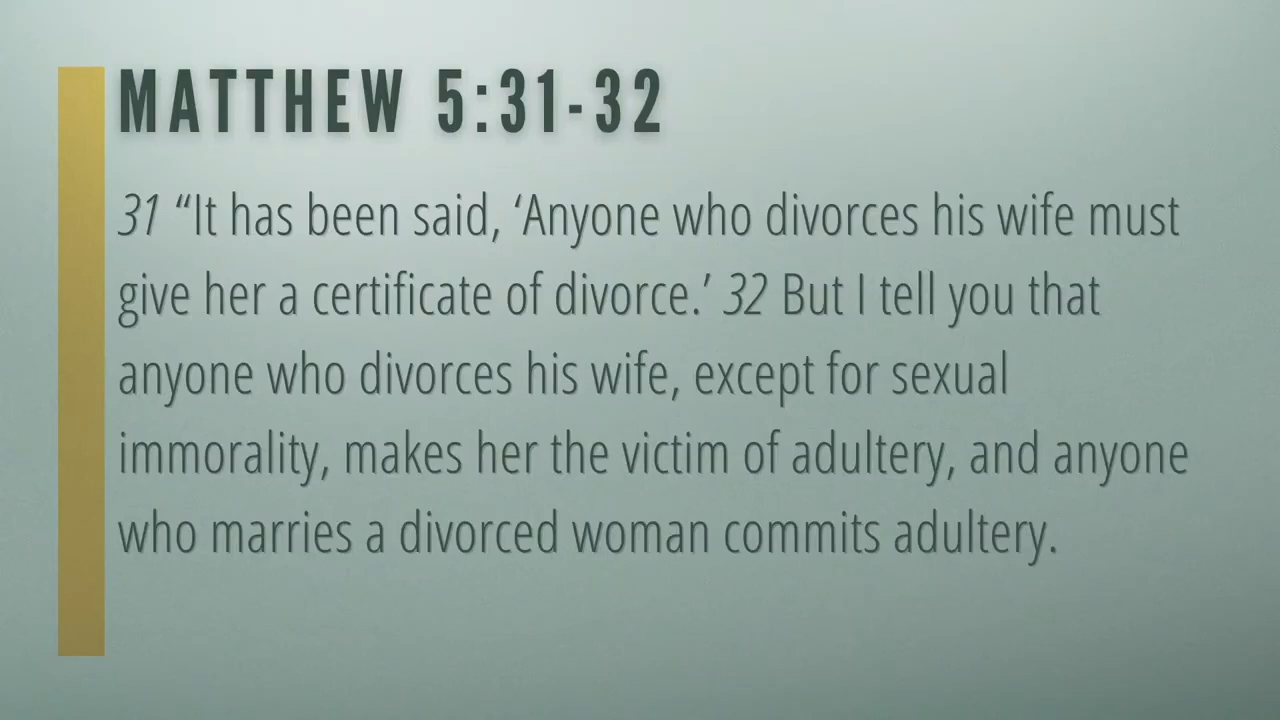 MATTHEW 5:31-32
31 “It has been said, ‘Anyone who divorces his wife must
give her a certificate of divorce.’ 32 But I tell you that
anyone who divorces his wife, except for sexual
immorality, makes her the victim of adultery, and anyone
who marries a divorced woman commits adultery.